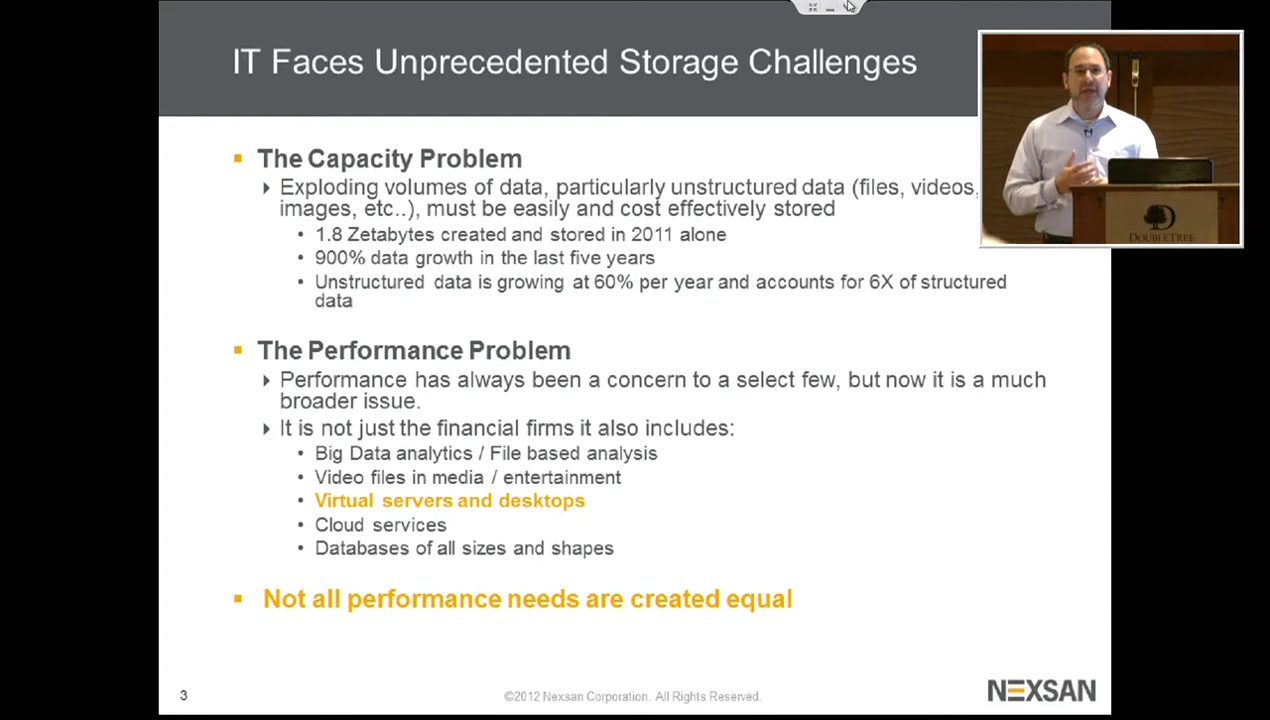 IT Faces Unprecedented Storage Challenges
The Capacity Problem
Exploding volumes of data, particularly unstructured data (files, videos,
images, etc..), must be easily and cost effectively stored
1.8 Zetabytes created and stored in 2011 alone
900% data growth in the last five years
Unstructured data is growing at 60% per year and accounts for 6X of structured
data
The Performance Problem
Performance has always been a concern to a select few, but now it is a much
broader issue.
It is not just the financial firms it also includes:
Big Data analytics / File based analysis
Video files in media / entertainment
Virtual servers and desktops
Cloud services
Databases of all sizes and shapes
Not all performance needs are created equal
3
©2012 Nexsan Corporation. All Rights Reserved.
NEXSAN
DOUBLETREE